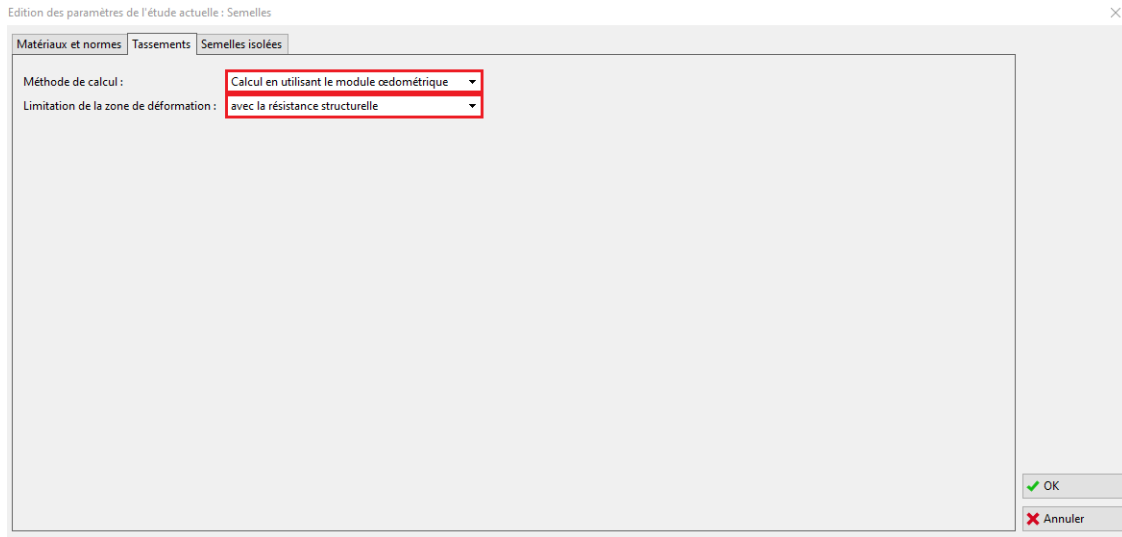 Edition des paramètres de l'étude actuelle : Semelles
Matériaux et normes Tassements Semelles isolées
Méthode de calcul : Calcul en utilisant le module œdométrique
Limitation de la zone de déformation : avec la résistance structurelle
OK
Annuler